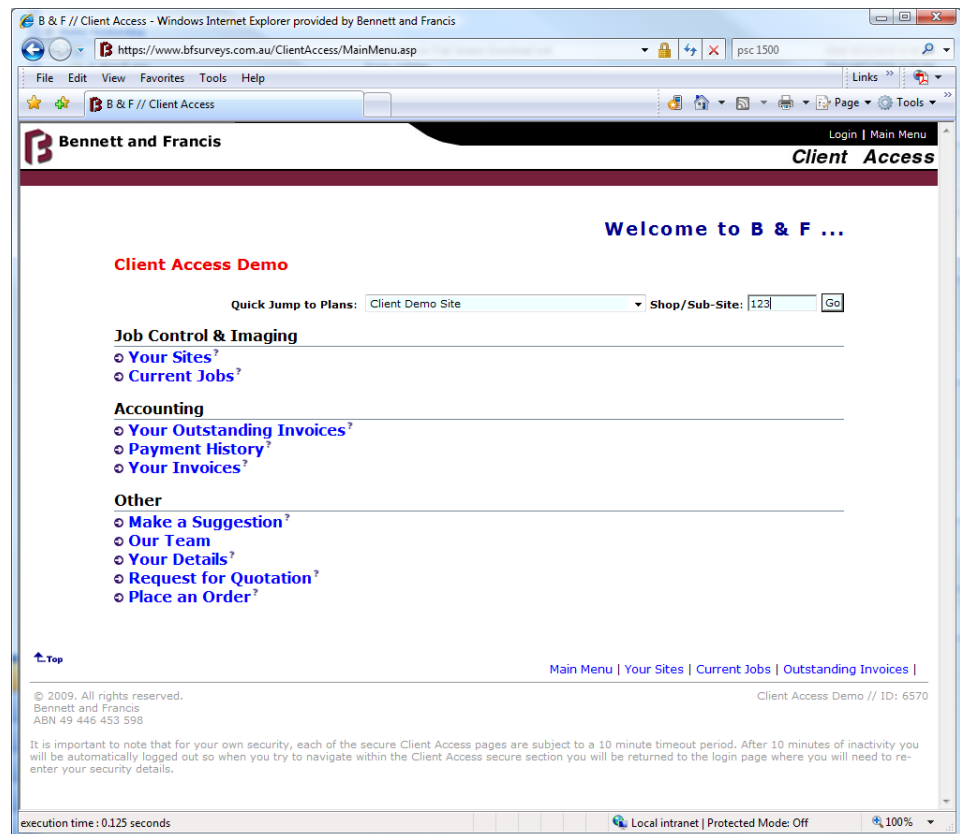 B & F // Client Access - Windows Internet Explorer provided by Bennett and Francis
https://www.bfsurveys.com.au/ClientAccess/MainMenu.asp psc 1500
File Edit View Favorites Tools Help Links »
B & F // Client Access Page Tools »
Bennett and Francis
Login | Main Menu
Client Access
Welcome to B & F ...
Client Access Demo
Quick Jump to Plans: Client Demo Site Shop/Sub-Site: 123 Go
Job Control & Imaging
Your Sites?
Current Jobs?
Accounting
Your Outstanding Invoices?
Payment History?
Your Invoices?
Other
Make a Suggestion?
Our Team
Your Details?
Request for Quotation?
Place an Order?
Top
Main Menu | Your Sites | Current Jobs | Outstanding Invoices |
© 2009. All rights reserved. Client Access Demo // ID: 6570
Bennett and Francis
ABN 49 446 453 598
It is important to note that for your own security, each of the secure Client Access pages are subject to a 10 minute timeout period. After 10 minutes of inactivity you
will be automatically logged out so when you try to navigate within the Client Access secure section you will be returned to the login page where you will need to re-
enter your security details.
execution time : 0.125 seconds Local intranet | Protected Mode: Off 100%